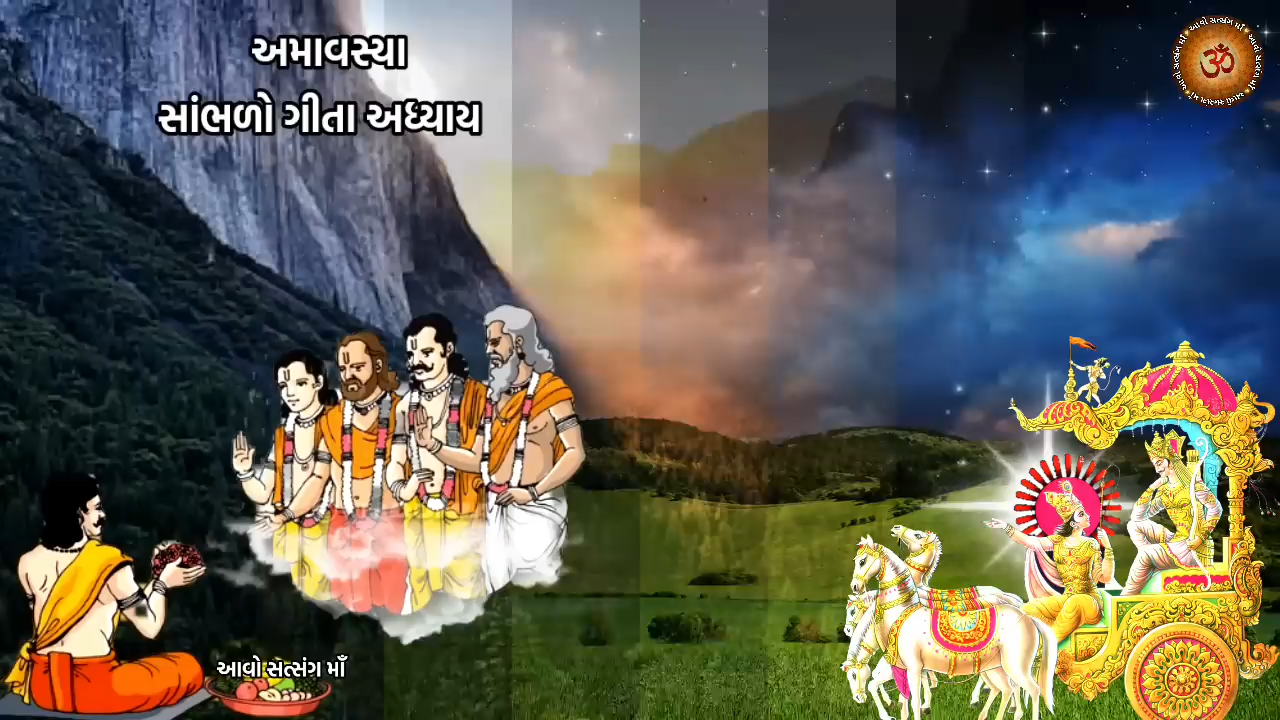 અમાવસ્યા
સાંભળો ગીતા અધ્યાય
ૐ
આવો સત્સંગ માઁ